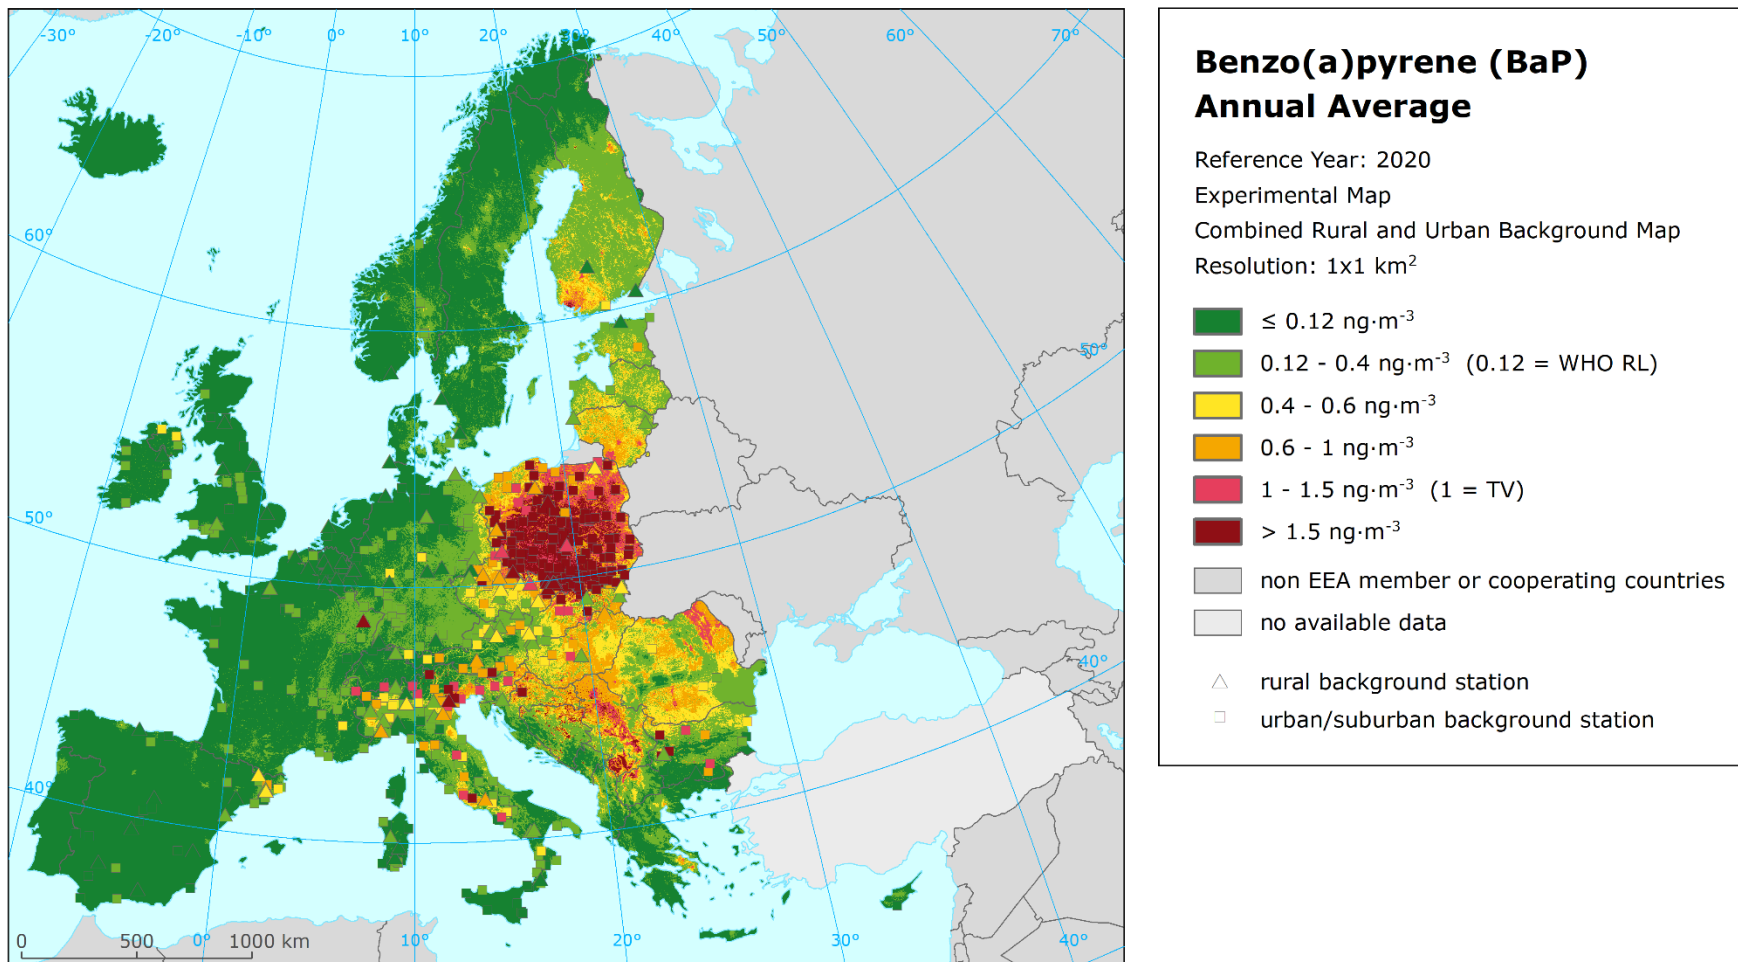 -30° -20° -10° 0° 10° 20° 30° 40° 50° 60° 70°
60°
50°
50°
40°
40°
0 500 1000 km
0° 10° 20° 30° 40°
Benzo(a)pyrene (BaP)
Annual Average
Reference Year: 2020
Experimental Map
Combined Rural and Urban Background Map
Resolution: 1x1 km²
≤ 0.12 ng·m⁻³
0.12 - 0.4 ng·m⁻³ (0.12 = WHO RL)
0.4 - 0.6 ng·m⁻³
0.6 - 1 ng·m⁻³
1 - 1.5 ng·m⁻³ (1 = TV)
> 1.5 ng·m⁻³
non EEA member or cooperating countries
no available data
rural background station
urban/suburban background station